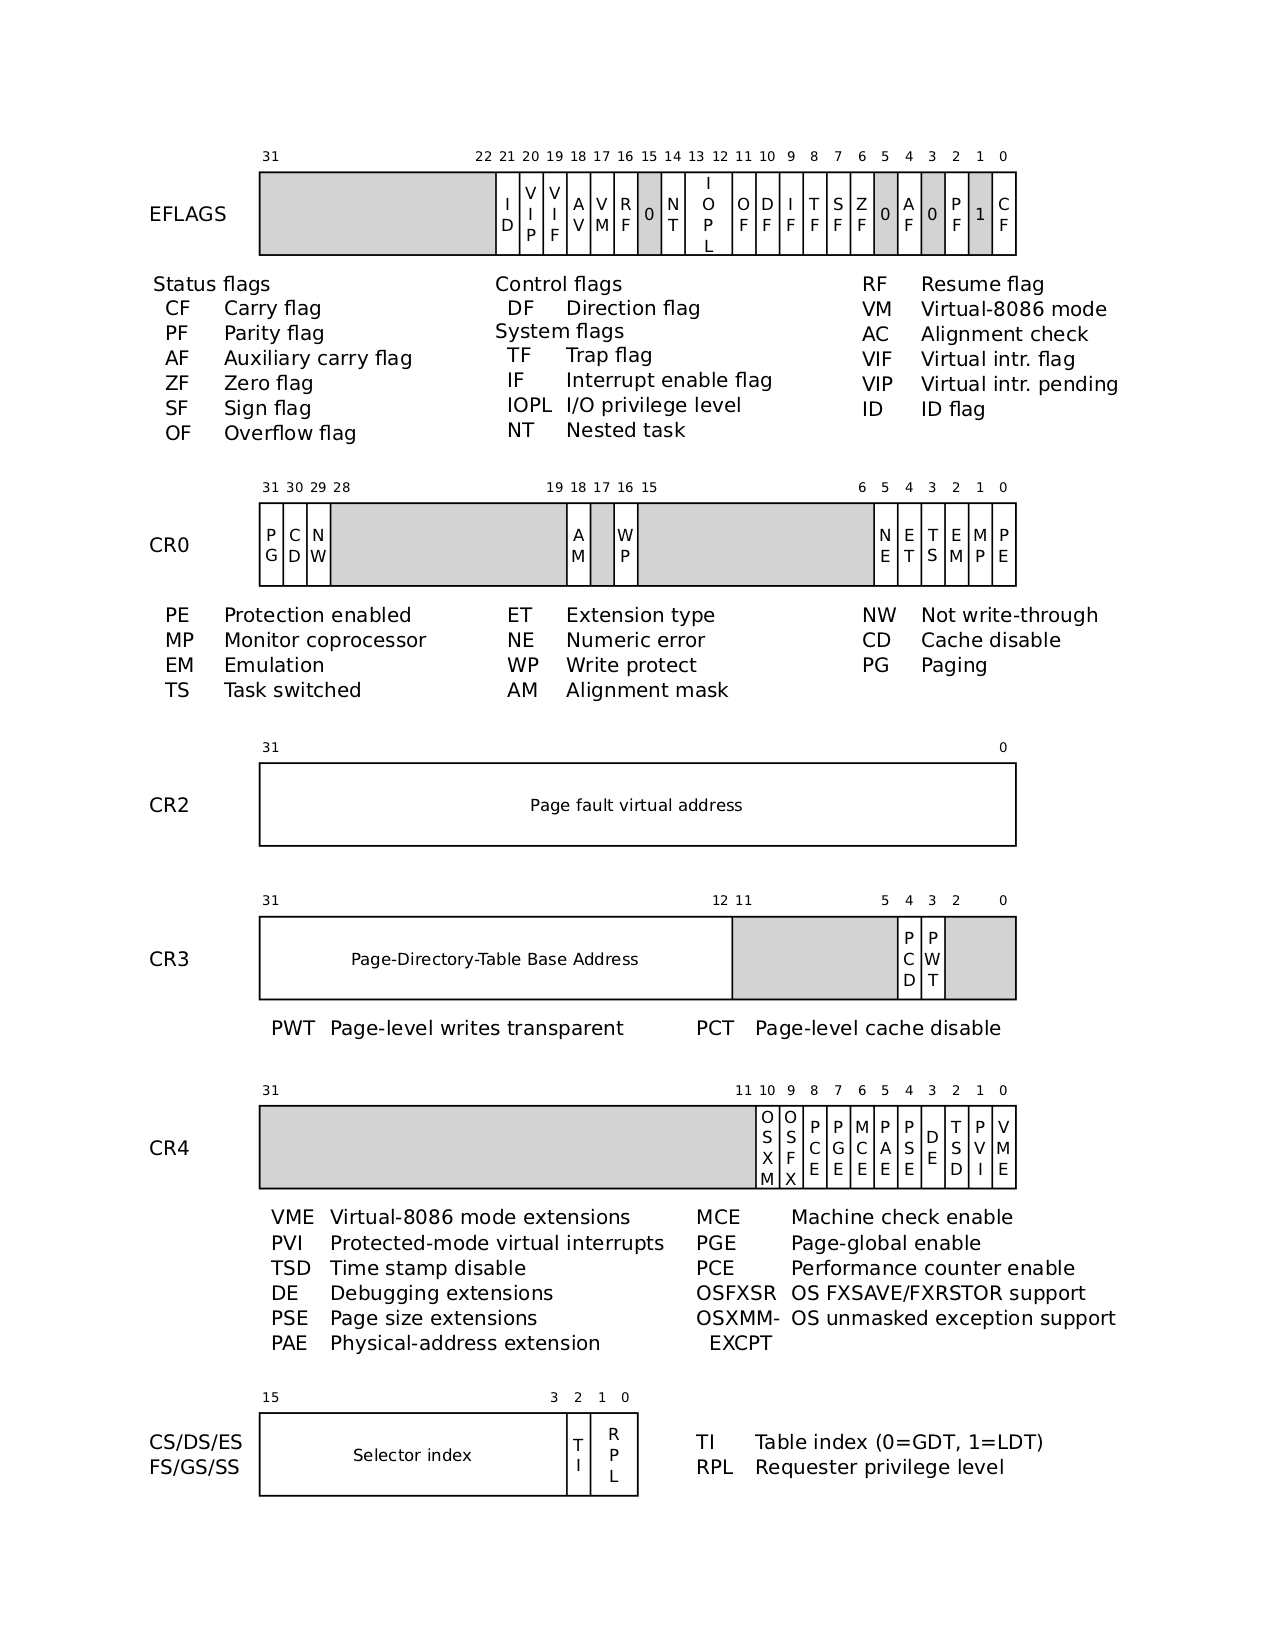 31 22 21 20 19 18 17 16 15 14 13 12 11 10 9 8 7 6 5 4 3 2 1 0
EFLAGS ID VIP VIF AV VM RF 0 NT IOPL OF DF IF TF SF ZF 0 AF 0 PF 1 CF
Status flags
CF Carry flag
PF Parity flag
AF Auxiliary carry flag
ZF Zero flag
SF Sign flag
OF Overflow flag
Control flags
DF Direction flag
System flags
TF Trap flag
IF Interrupt enable flag
IOPL I/O privilege level
NT Nested task
RF Resume flag
VM Virtual-8086 mode
AC Alignment check
VIF Virtual intr. flag
VIP Virtual intr. pending
ID ID flag
31 30 29 28 19 18 17 16 15 6 5 4 3 2 1 0
CR0 PG CD NW AM WP NE ET TS EM MP PE
PE Protection enabled
MP Monitor coprocessor
EM Emulation
TS Task switched
ET Extension type
NE Numeric error
WP Write protect
AM Alignment mask
NW Not write-through
CD Cache disable
PG Paging
31 0
CR2 Page fault virtual address
31 12 11 5 4 3 2 0
CR3 Page-Directory-Table Base Address PCD PWT
PWT Page-level writes transparent
PCT Page-level cache disable
31 11 10 9 8 7 6 5 4 3 2 1 0
CR4 OSXM OSFX PCE PGE MCE PAE PSE DE TSD PVI VME
VME Virtual-8086 mode extensions
PVI Protected-mode virtual interrupts
TSD Time stamp disable
DE Debugging extensions
PSE Page size extensions
PAE Physical-address extension
MCE Machine check enable
PGE Page-global enable
PCE Performance counter enable
OSFXSR OS FXSAVE/FXRSTOR support
OSXMM- OS unmasked exception support
EXCPT
15 3 2 1 0
CS/DS/ES
FS/GS/SS
Selector index TI RPL
TI Table index (0=GDT, 1=LDT)
RPL Requester privilege level